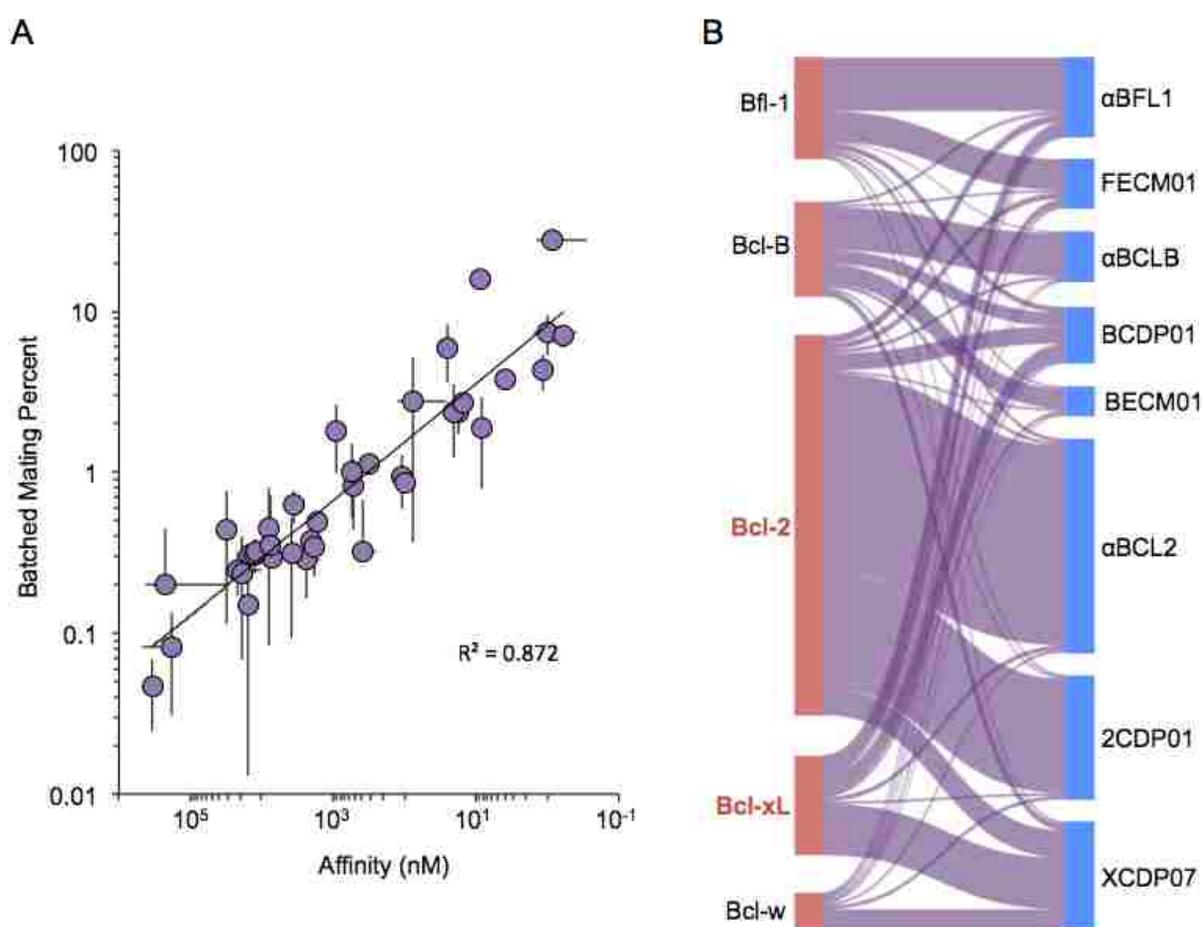 A
B
100
10
1
0.1
0.01
Batched Mating Percent
R² = 0.872
10⁵
10³
10¹
10⁻¹
Affinity (nM)
Bfl-1
Bcl-B
Bcl-2
Bcl-xL
Bcl-w
αBFL1
FECM01
αBCLB
BCDP01
BECM01
αBCL2
2CDP01
XCDP07